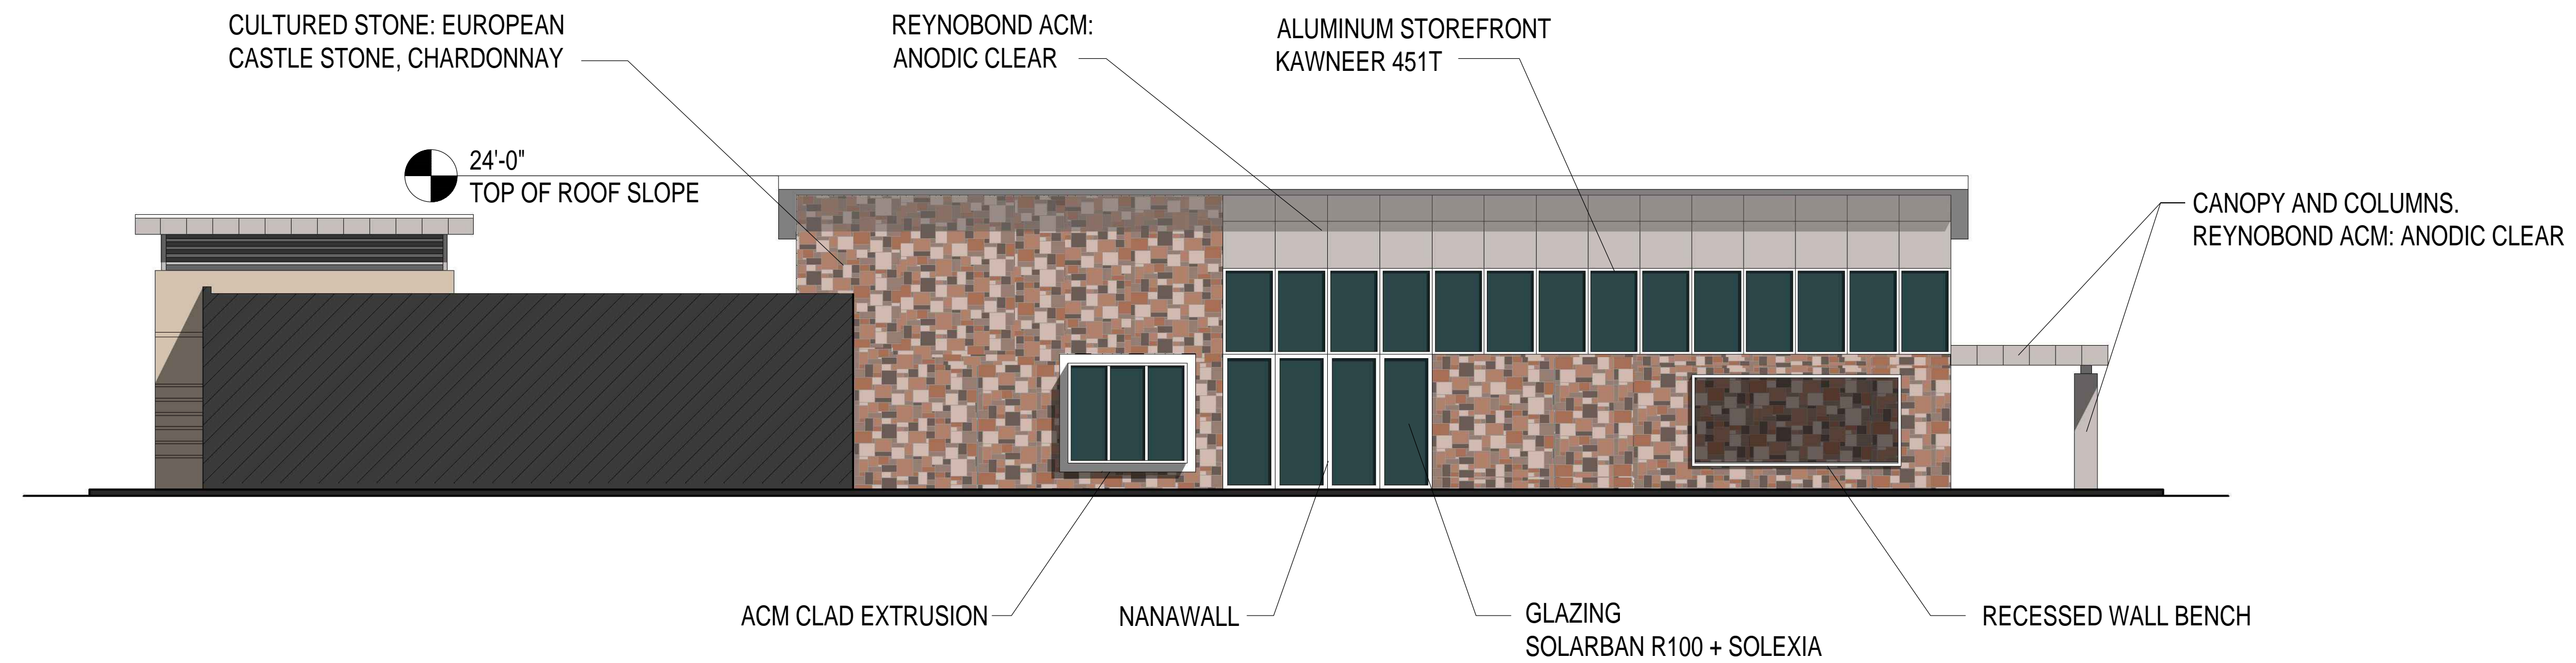 CULTURED STONE: EUROPEAN
CASTLE STONE, CHARDONNAY
REYNOBOND ACM:
ANODIC CLEAR
ALUMINUM STOREFRONT
KAWNEER 451T
24'-0"
TOP OF ROOF SLOPE
CANOPY AND COLUMNS.
REYNOBOND ACM: ANODIC CLEAR
ACM CLAD EXTRUSION
NANAWALL
GLAZING
SOLARBAN R100 + SOLEXIA
RECESSED WALL BENCH